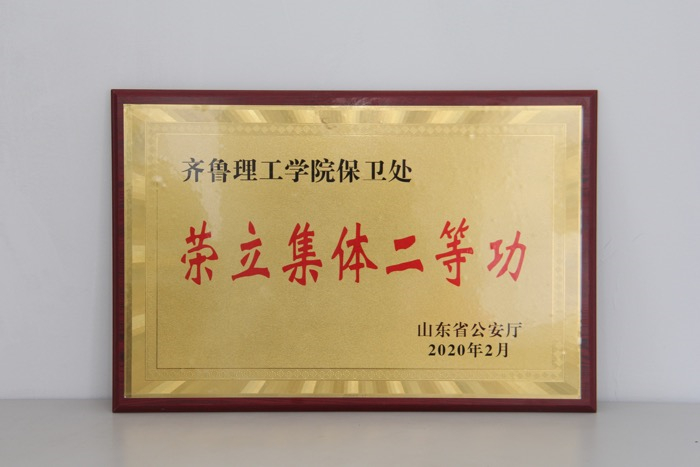 齐鲁理工学院保卫处
荣立集体二等功
山东省公安厅
2020年2月